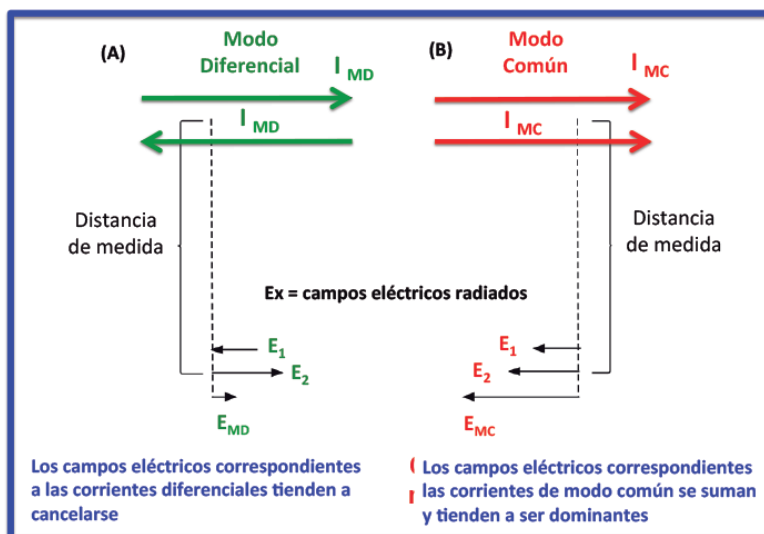 (A)
Modo
Diferencial
I MD
I MD
Distancia
de medida
(B)
Modo
Común
I MC
I MC
Distancia
de medida
Ex = campos eléctricos radiados
E1
E2
EMD
E1
E2
EMC
Los campos eléctricos correspondientes
a las corrientes diferenciales tienden a
cancelarse
Los campos eléctricos correspondientes
las corrientes de modo común se suman
y tienden a ser dominantes